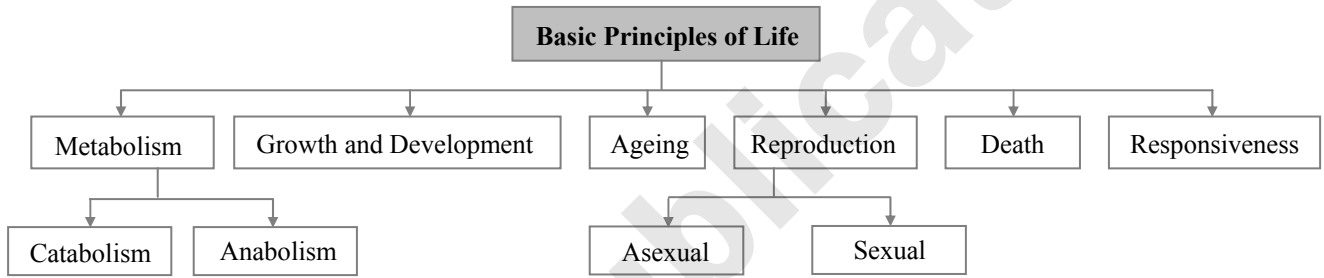 Basic Principles of Life
Metabolism
Growth and Development
Ageing
Reproduction
Death
Responsiveness
Catabolism
Anabolism
Asexual
Sexual